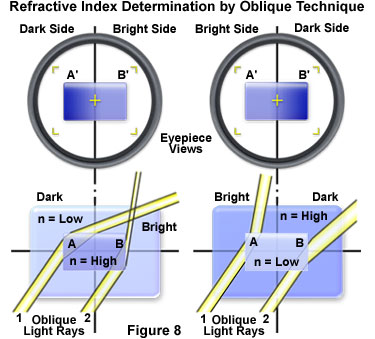 Refractive Index Determination by Oblique Technique
Dark Side
Bright Side
Bright Side
Dark Side
A'
B'
A'
B'
Eyepiece
Views
Dark
n = Low
Bright
A
B
n = High
1
Oblique
Light Rays
2
Bright
Dark
n = High
A
B
n = Low
1
Oblique
Light Rays
2
Figure 8